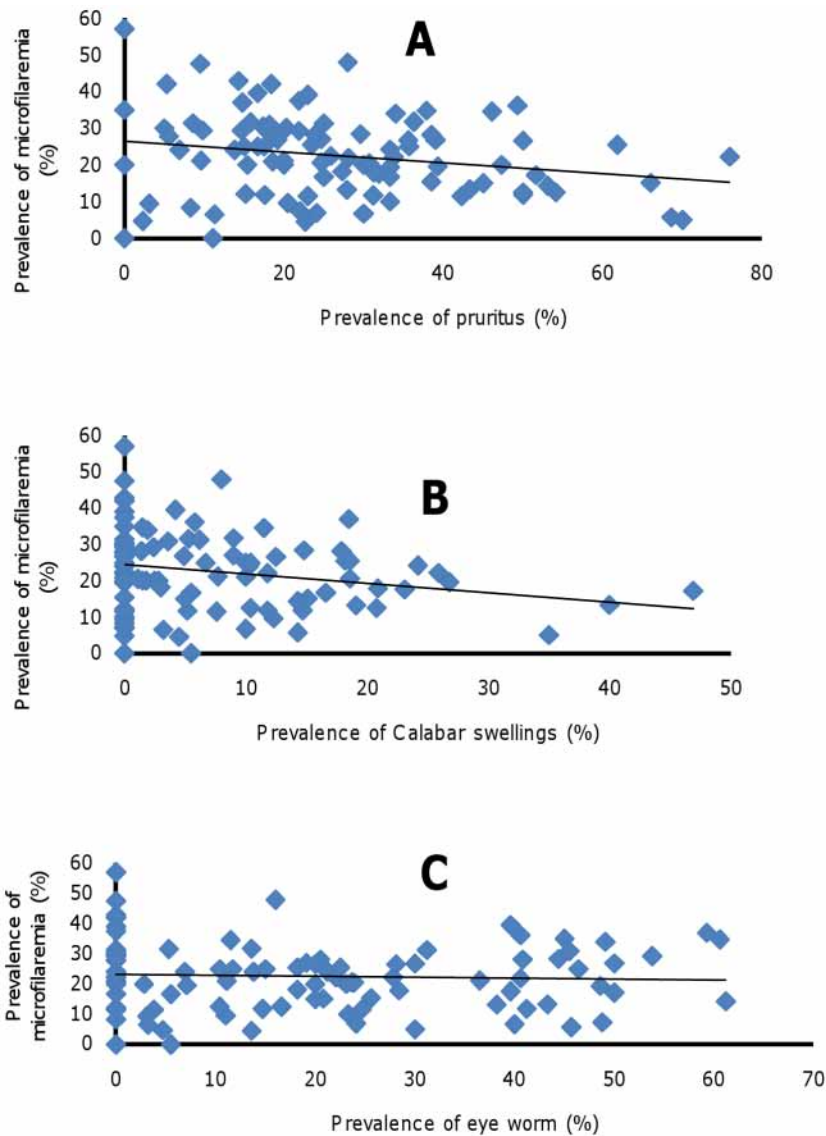 A
Prevalence of microfilaremia
(%)
60
50
40
30
20
10
0
0 20 40 60 80
Prevalence of pruritus (%)
B
Prevalence of microfilaremia
(%)
60
50
40
30
20
10
0
0 10 20 30 40 50
Prevalence of Calabar swellings (%)
C
Prevalence of
microfilaremia (%)
60
50
40
30
20
10
0
0 10 20 30 40 50 60 70
Prevalence of eye worm (%)